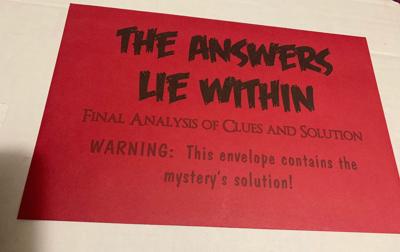 THE ANSWERS
LIE WITHIN
FINAL ANALYSIS OF CLUES AND SOLUTION
WARNING: This envelope contains the
mystery's solution!